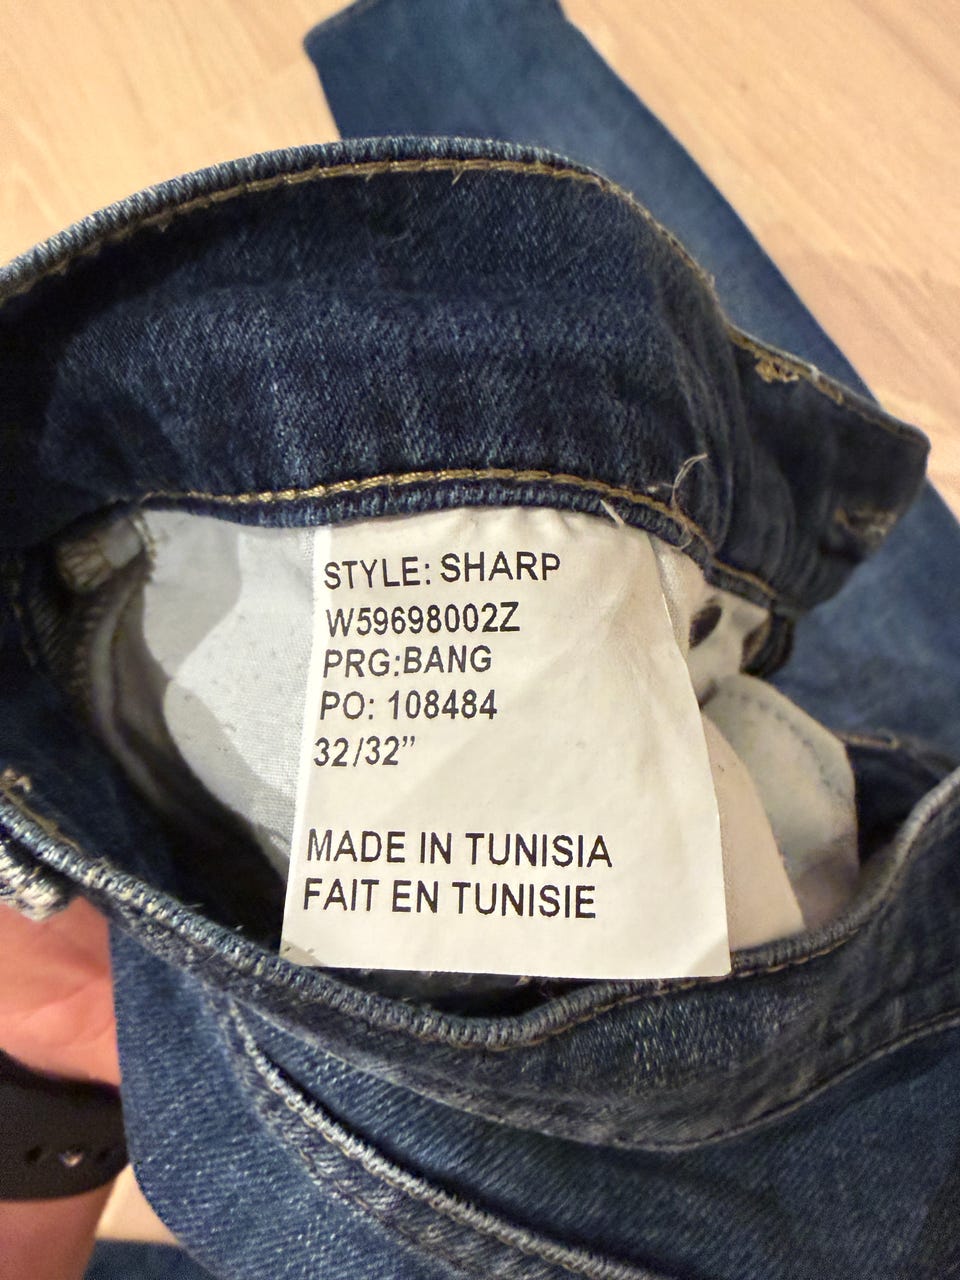 STYLE: SHARP
W59698002Z
PRG:BANG
PO: 108484
32/32”
MADE IN TUNISIA
FAIT EN TUNISIE